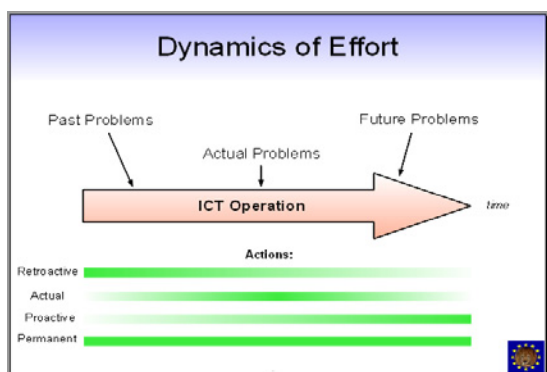 Dynamics of Effort
Past Problems
Future Problems
Actual Problems
ICT Operation
time
Actions:
Retroactive
Actual
Proactive
Permanent